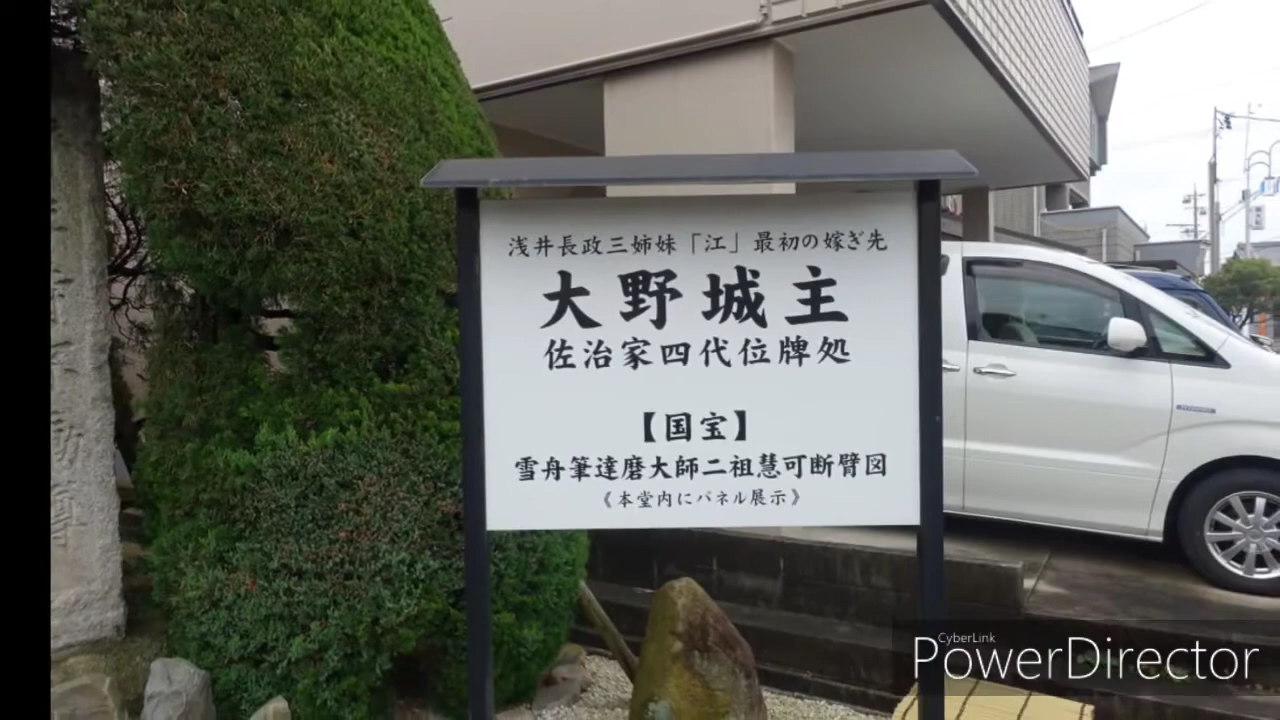 浅井長政三姉妹「江」最初の嫁ぎ先
大野城主
佐治家四代位牌処
【国宝】
雪舟筆達磨大師二祖慧可断臂図
《本堂内にパネル展示》
CyberLink
PowerDirector